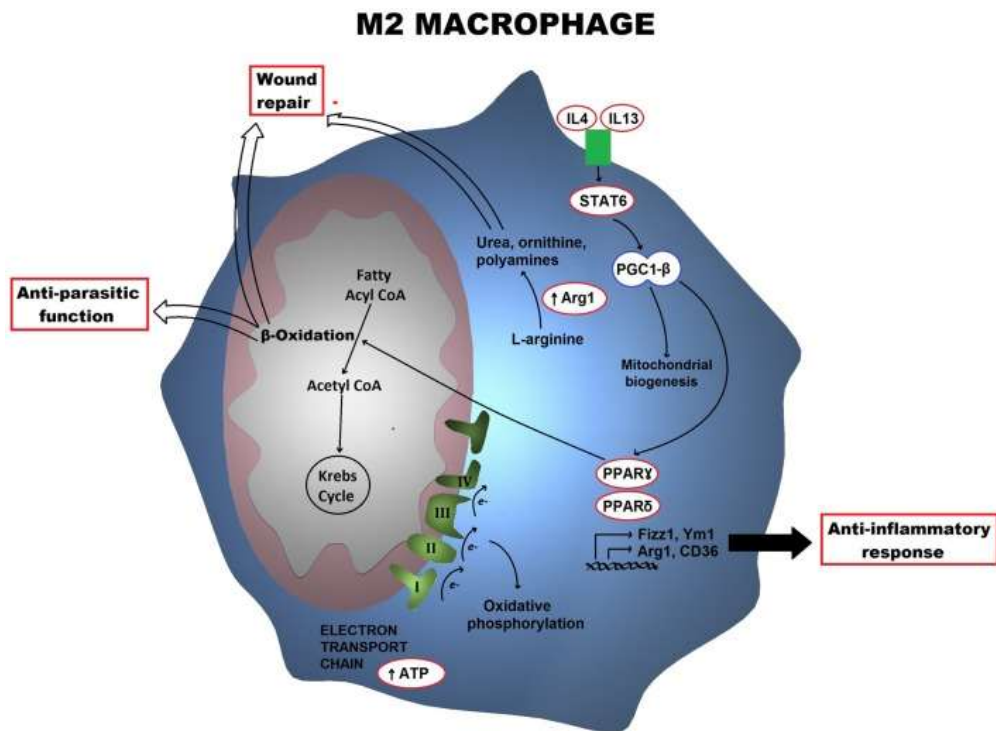 M2 MACROPHAGE
Wound
repair
IL4
IL13
STAT6
PGC1-β
Urea, ornithine,
polyamines
↑ Arg1
L-arginine
Mitochondrial
biogenesis
Anti-parasitic
function
Fatty
Acyl CoA
β-Oxidation
Acetyl CoA
Krebs
Cycle
IV
III
II
I
e-
e-
e-
Oxidative
phosphorylation
ELECTRON
TRANSPORT
CHAIN
↑ ATP
PPARɣ
PPARδ
Fizz1, Ym1
Arg1, CD36
Anti-inflammatory
response